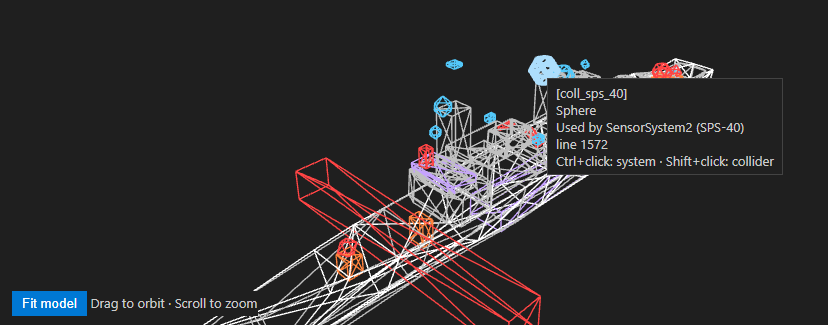 [coll_sps_40]
Sphere
Used by SensorSystem2 (SPS-40)
line 1572
Ctrl+click: system · Shift+click: collider
Fit model Drag to orbit · Scroll to zoom